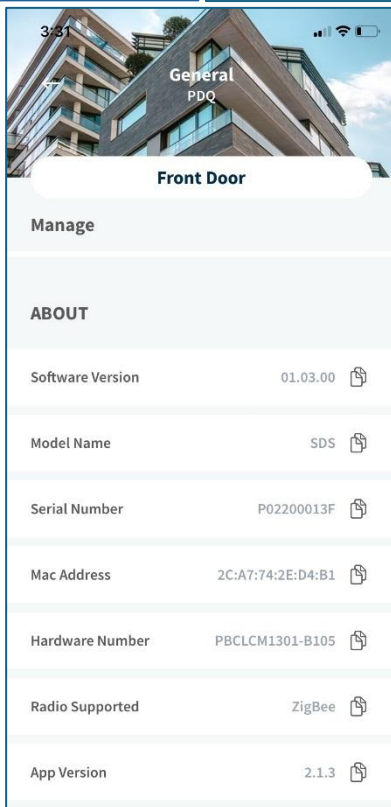 3:31
General
PDQ
Front Door
Manage
ABOUT
Software Version 01.03.00
Model Name SDS
Serial Number P02200013F
Mac Address 2C:A7:74:2E:D4:B1
Hardware Number PBCLCM1301-B105
Radio Supported ZigBee
App Version 2.1.3